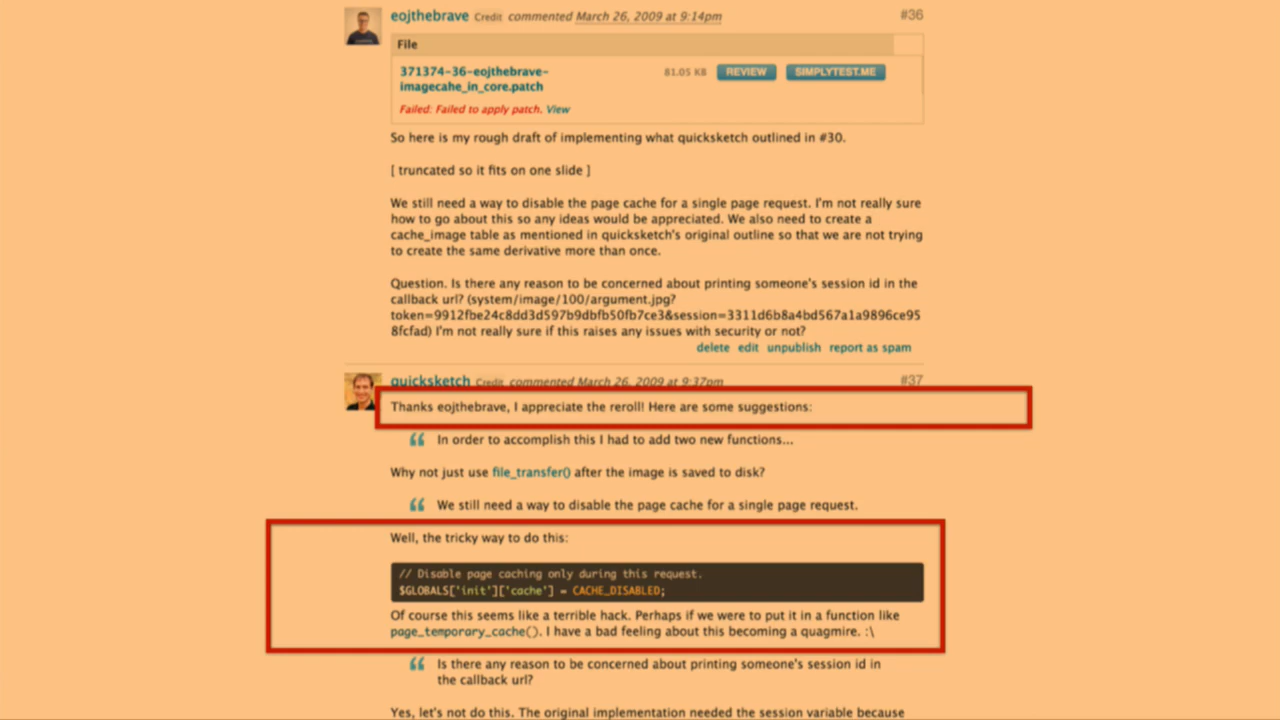 eojthebrave Credit commented March 26, 2009 at 9:14pm #36
File
371374-36-eojthebrave-
imagecahe_in_core.patch
81.05 KB REVIEW SIMPLYTEST.ME
Failed: Failed to apply patch. View
So here is my rough draft of implementing what quicksketch outlined in #30.
[ truncated so it fits on one slide ]
We still need a way to disable the page cache for a single page request. I'm not really sure
how to go about this so any ideas would be appreciated. We also need to create a
cache_image table as mentioned in quicksketch's original outline so that we are not trying
to create the same derivative more than once.
Question. Is there any reason to be concerned about printing someone's session id in the
callback url? (system/image/100/argument.jpg?
token=9912fbe24c8dd3d597b9dbfb50fb7ce3&session=3311d6b8a4bd567a1a9896ce95
8fcfad) I'm not really sure if this raises any issues with security or not?
delete edit unpublish report as spam
quicksketch Credit commented March 26, 2009 at 9:37pm #37
Thanks eojthebrave, I appreciate the reroll! Here are some suggestions:
“ In order to accomplish this I had to add two new functions...
Why not just use file_transfer() after the image is saved to disk?
“ We still need a way to disable the page cache for a single page request.
Well, the tricky way to do this:
// Disable page caching only during this request.
$GLOBALS['init']['cache'] = CACHE_DISABLED;
Of course this seems like a terrible hack. Perhaps if we were to put it in a function like
page_temporary_cache(). I have a bad feeling about this becoming a quagmire. :\
“ Is there any reason to be concerned about printing someone's session id in
the callback url?
Yes, let's not do this. The original implementation needed the session variable because